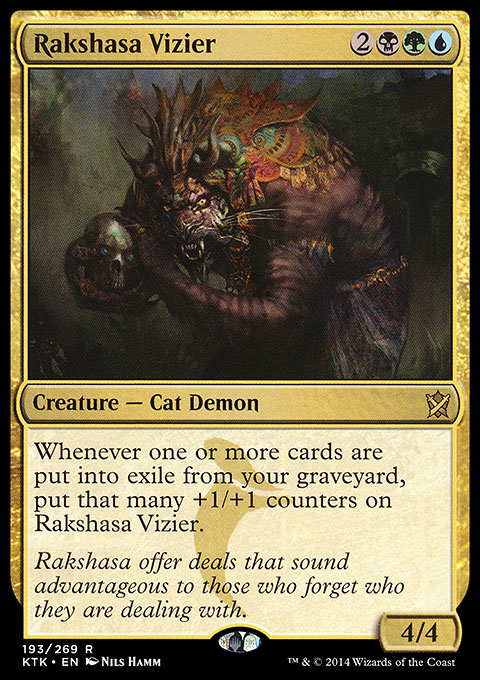 Rakshasa Vizier 2
Creature — Cat Demon
Whenever one or more cards are
put into exile from your graveyard,
put that many +1/+1 counters on
Rakshasa Vizier.
Rakshasa offer deals that sound
advantageous to those who forget who
they are dealing with.
4/4
193/269 R
KTK • EN Nils Hamm
™ & © 2014 Wizards of the Coast